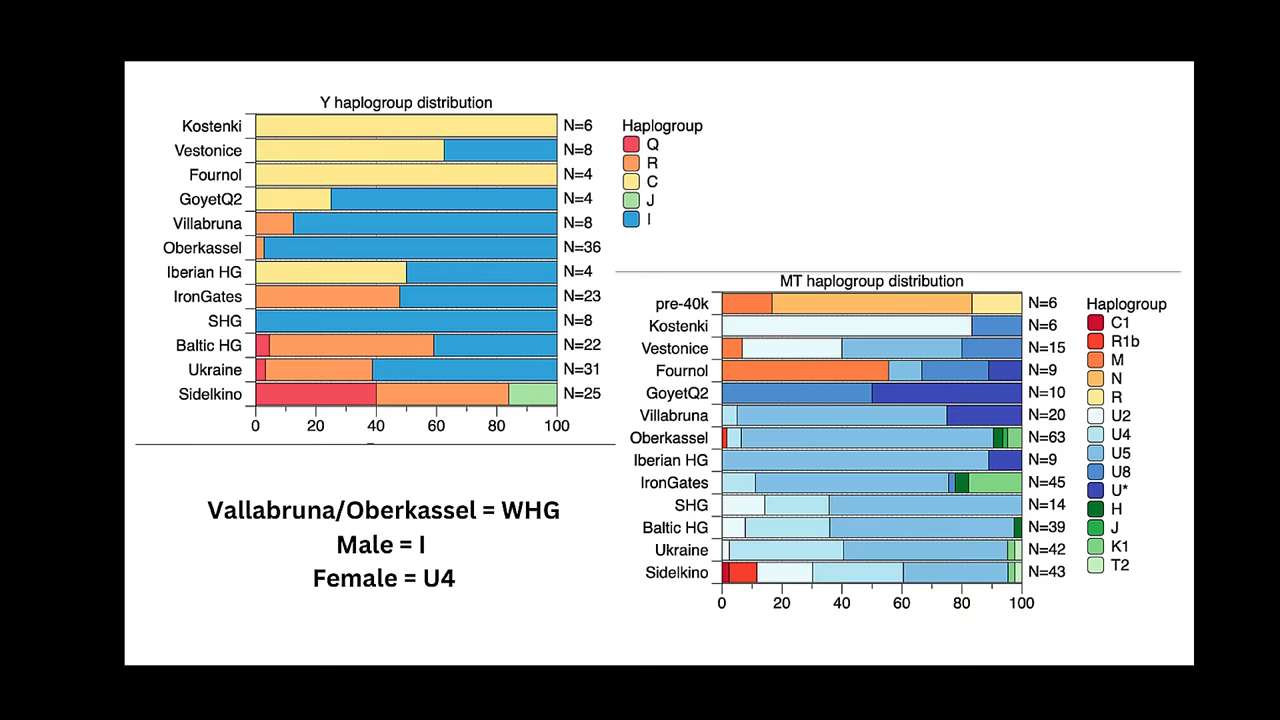 Y haplogroup distribution
Kostenki N=6
Vestonice N=8
Fournol N=4
GoyetQ2 N=4
Villabruna N=8
Oberkassel N=36
Iberian HG N=4
IronGates N=23
SHG N=8
Baltic HG N=22
Ukraine N=31
Sidelkino N=25
0 20 40 60 80 100
Haplogroup
Q
R
C
J
I
MT haplogroup distribution
pre-40k N=6
Kostenki N=6
Vestonice N=15
Fournol N=9
GoyetQ2 N=10
Villabruna N=20
Oberkassel N=63
Iberian HG N=9
IronGates N=45
SHG N=14
Baltic HG N=39
Ukraine N=42
Sidelkino N=43
0 20 40 60 80 100
Haplogroup
C1
R1b
M
N
R
U2
U4
U5
U8
U*
H
J
K1
T2
Vallabruna/Oberkassel = WHG
Male = I
Female = U4